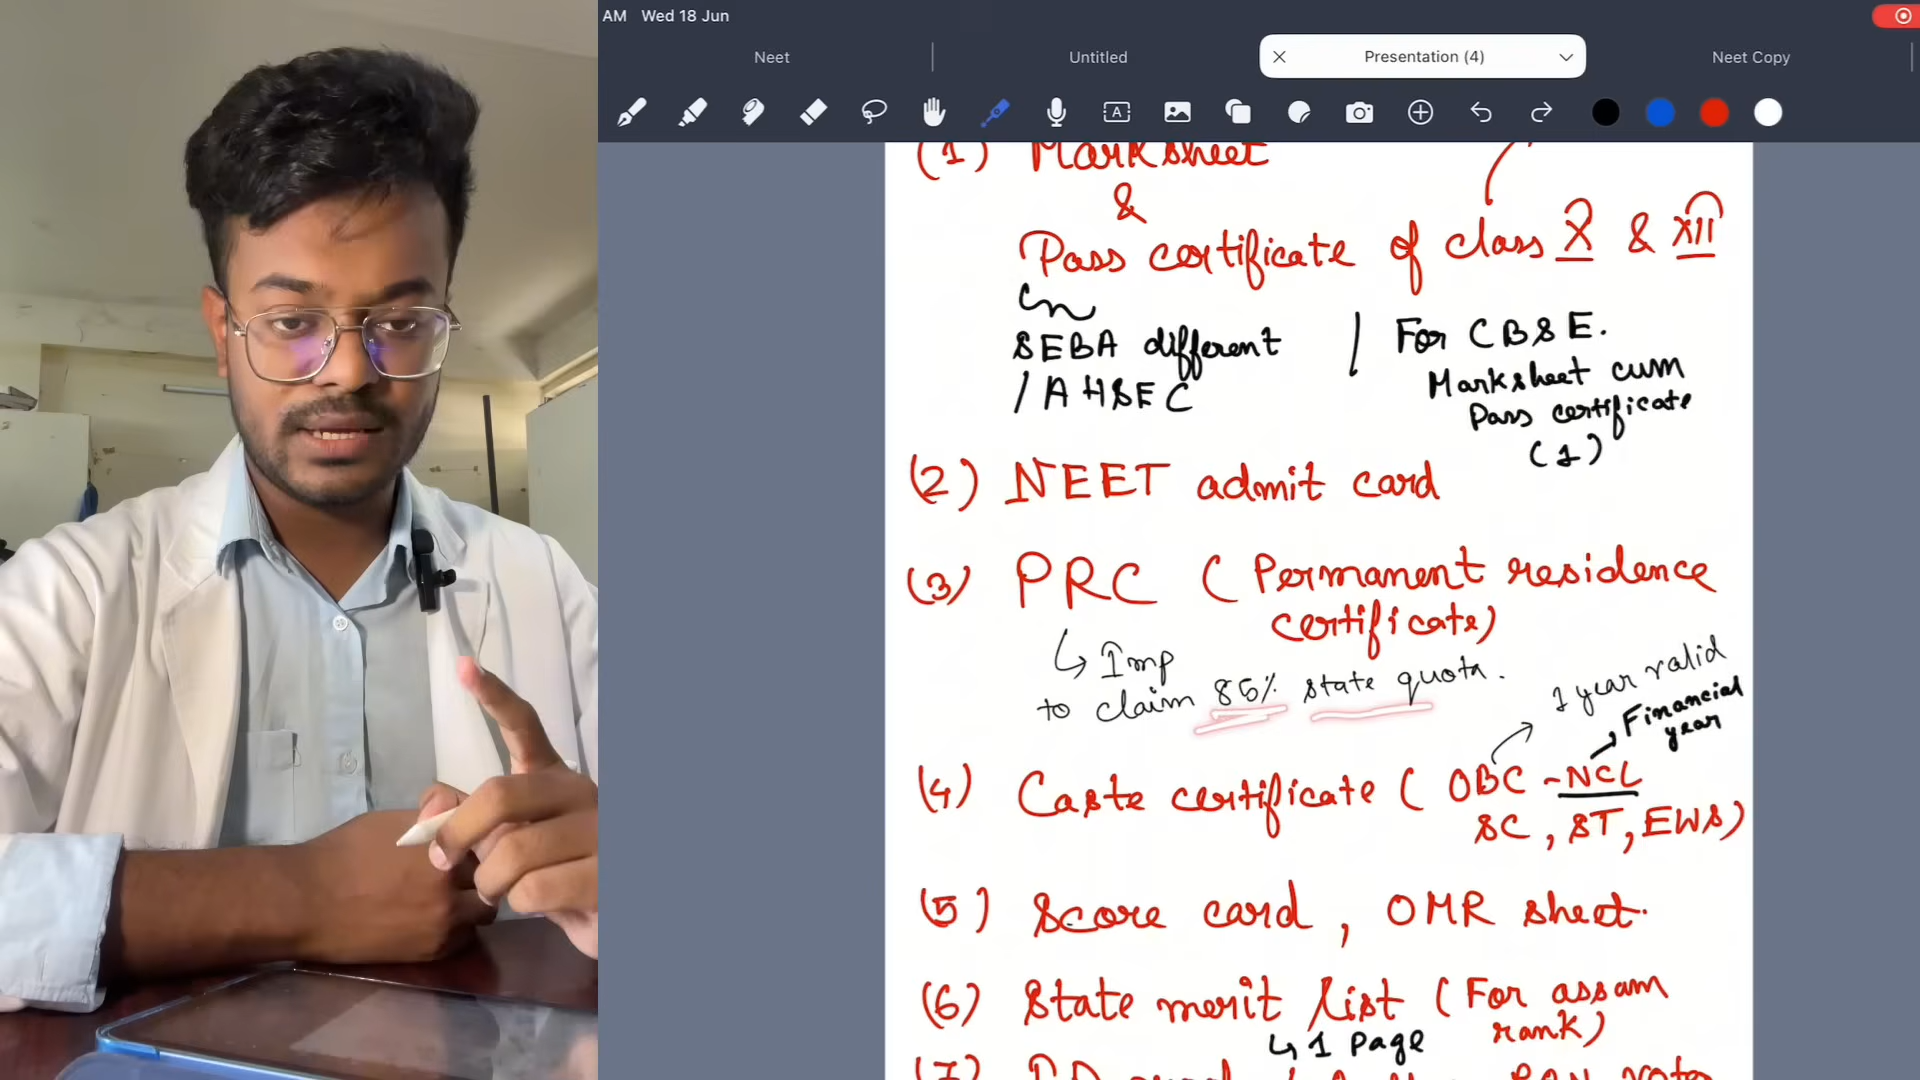 AM Wed 18 Jun
Neet Untitled Presentation (4) Neet Copy
A
(1) Marksheet
&
Pass certificate of class X & XII
SEBA different
/ AHSEC
/ For CBSE.
Marksheet cum
Pass certificate
(1)
(2) NEET admit card
(3) PRC ( Permanent residence
certificate)
↳ Imp
to claim 85% state quota.
1 year valid
Financial
year
(4) Caste certificate ( OBC - NCL
SC, ST, EWS)
(5) Score card, OMR sheet.
(6) State merit list ( For assam
rank)
↳ 1 Page
(7)